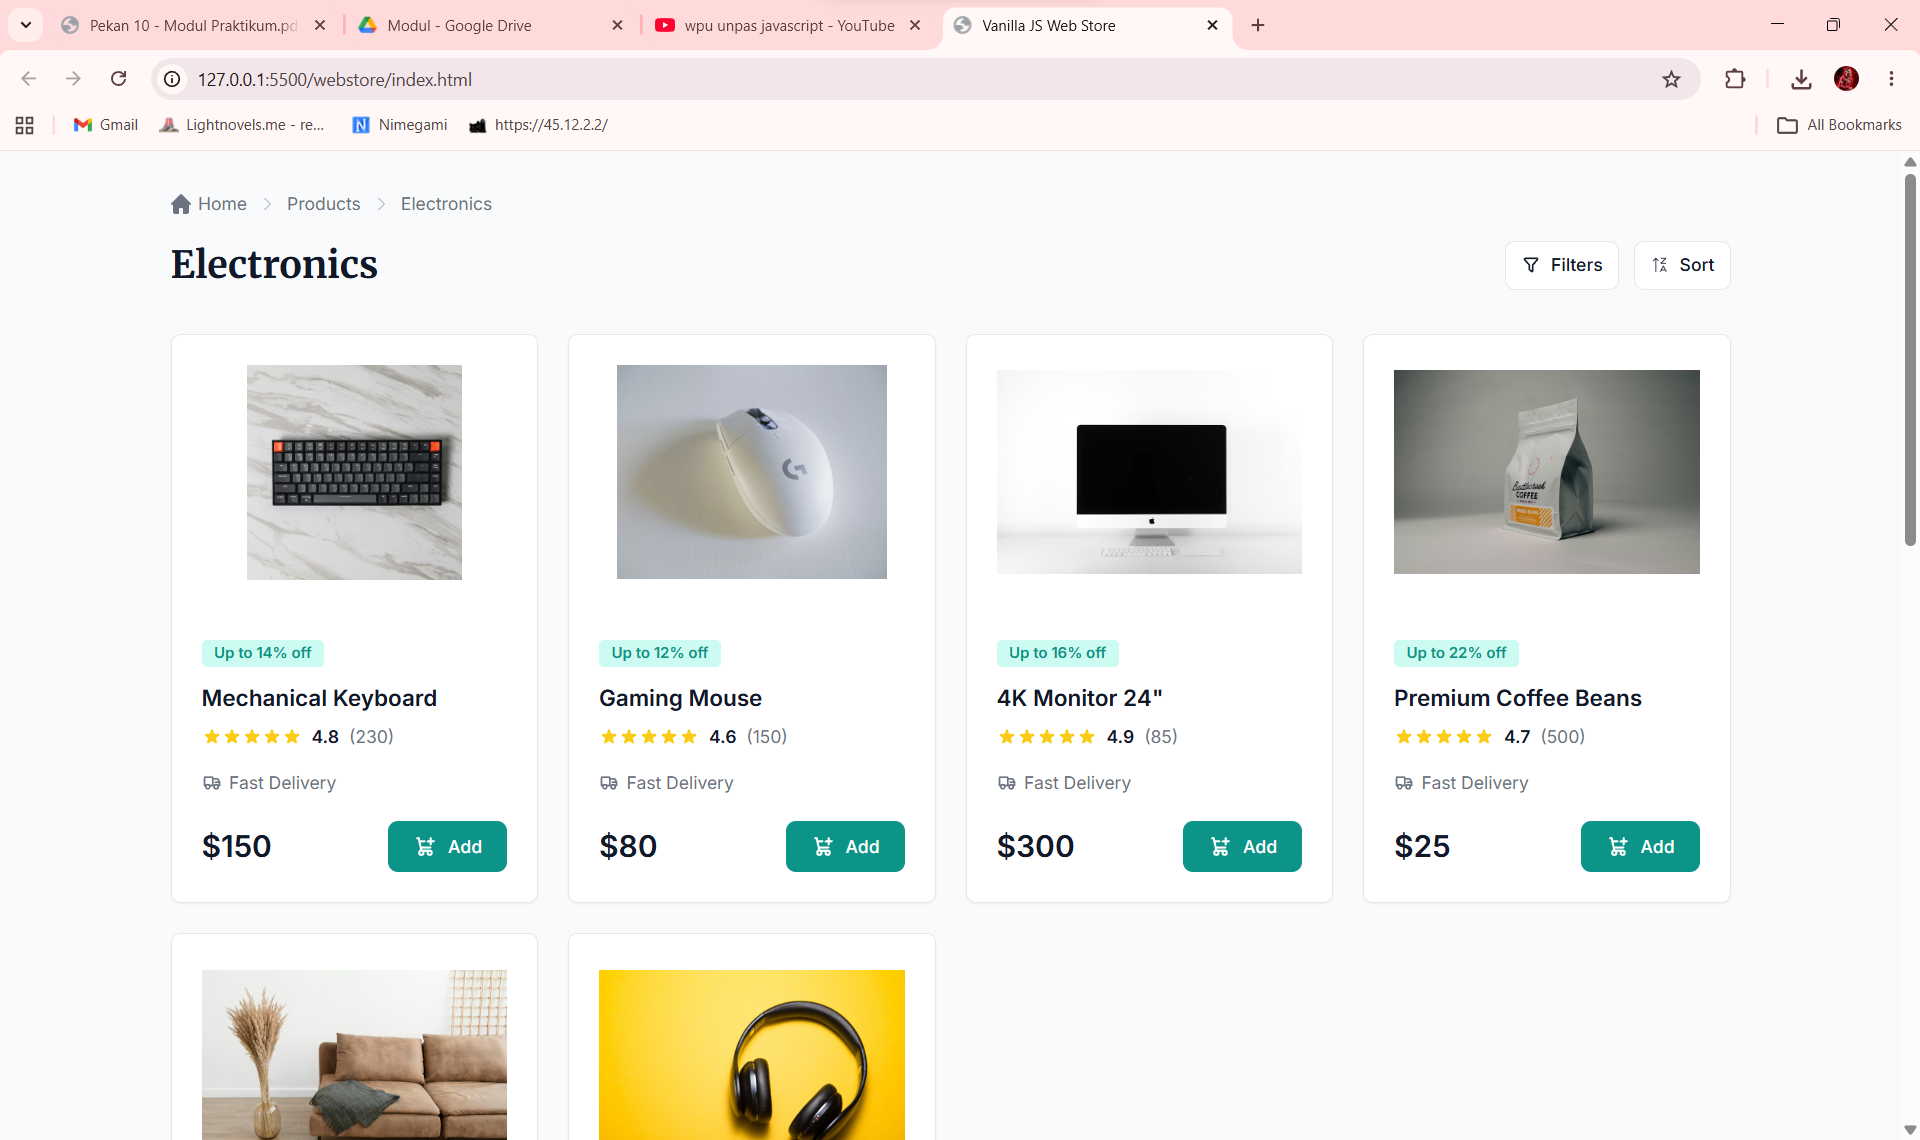 Pekan 10 - Modul Praktikum.pd
Modul - Google Drive
wpu unpas javascript - YouTube
Vanilla JS Web Store
127.0.0.1:5500/webstore/index.html
Gmail
Lightnovels.me - re...
Nimegami
https://45.12.2.2/
All Bookmarks
Home
Products
Electronics
Electronics
Filters
Sort
COFFEE
Up to 14% off
Up to 12% off
Up to 16% off
Up to 22% off
Mechanical Keyboard
Gaming Mouse
4K Monitor 24"
Premium Coffee Beans
4.8 (230)
4.6 (150)
4.9 (85)
4.7 (500)
Fast Delivery
Fast Delivery
Fast Delivery
Fast Delivery
$150
Add
$80
Add
$300
Add
$25
Add